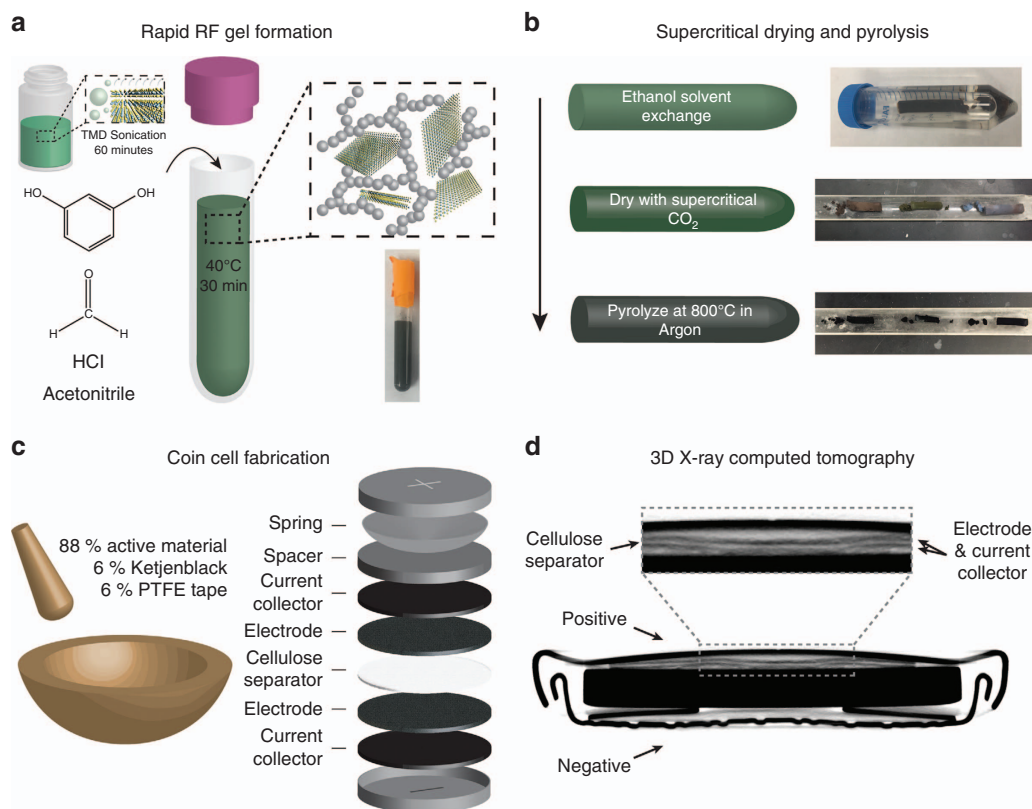 a
Rapid RF gel formation
TMD Sonication
60 minutes
HO
OH
O
C
H
H
HCl
Acetonitrile
40°C
30 min
b
Supercritical drying and pyrolysis
Ethanol solvent
exchange
Dry with supercritical
CO₂
Pyrolyze at 800°C in
Argon
c
Coin cell fabrication
88 % active material
6 % Ketjenblack
6 % PTFE tape
+
Spring
Spacer
Current
collector
Electrode
Cellulose
separator
Electrode
Current
collector
—
d
3D X-ray computed tomography
Cellulose
separator
Electrode
& current
collector
Positive
Negative